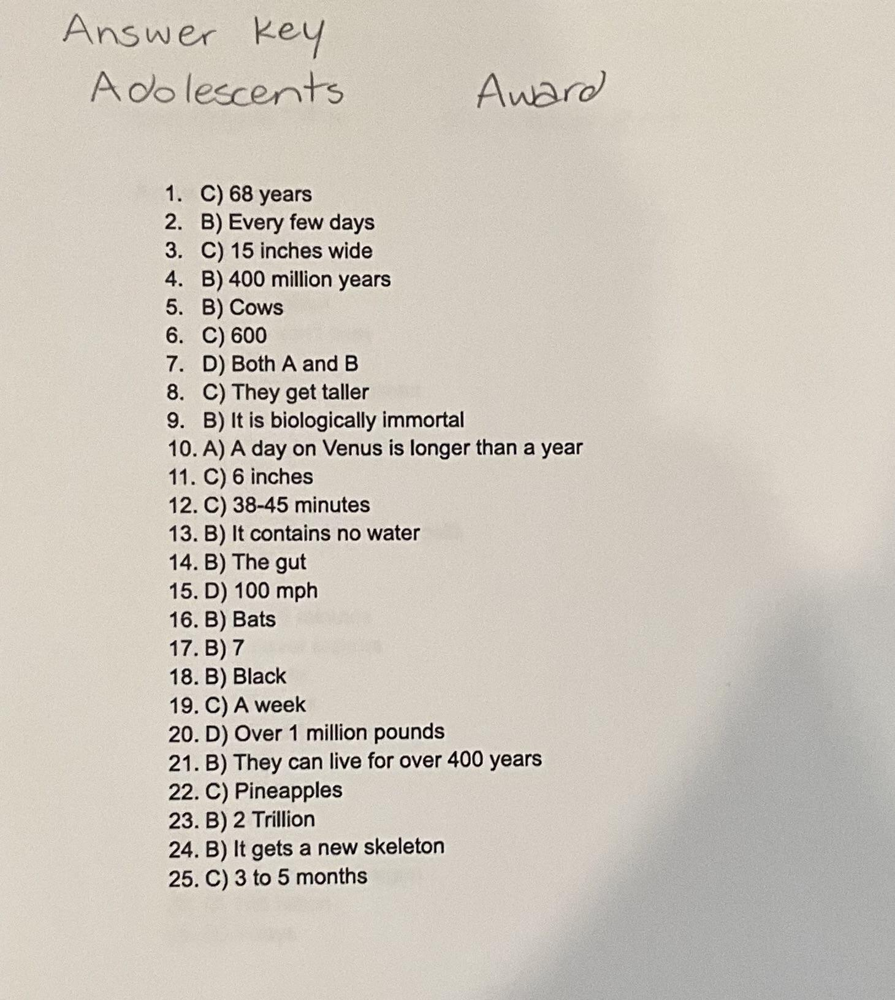 Answer key
Adolescents Award
1. C) 68 years
2. B) Every few days
3. C) 15 inches wide
4. B) 400 million years
5. B) Cows
6. C) 600
7. D) Both A and B
8. C) They get taller
9. B) It is biologically immortal
10. A) A day on Venus is longer than a year
11. C) 6 inches
12. C) 38-45 minutes
13. B) It contains no water
14. B) The gut
15. D) 100 mph
16. B) Bats
17. B) 7
18. B) Black
19. C) A week
20. D) Over 1 million pounds
21. B) They can live for over 400 years
22. C) Pineapples
23. B) 2 Trillion
24. B) It gets a new skeleton
25. C) 3 to 5 months